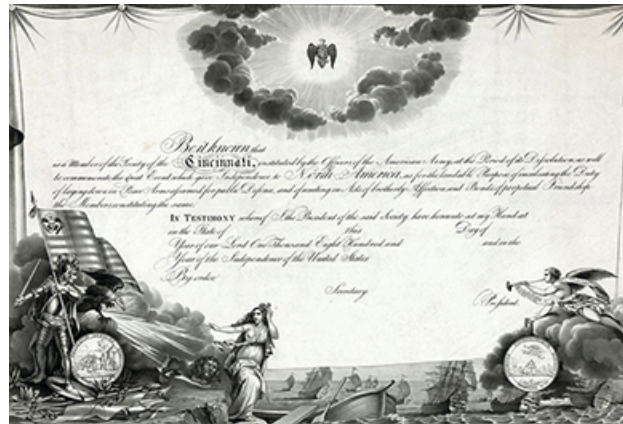 Be it known that
is a Member of the Society of the Cincinnati, instituted by the Officers of the American Army, at the Period of its Dissolution, as well
to commemorate the great Event which gave Independence to North America, as for the laudable Purpose of inculcating the Duty
of laying down in Peace Arms assumed for public Defence, and of uniting in Acts of brotherly Affection, and Bonds of perpetual Friendship
the Members constituting the same.
IN TESTIMONY whereof I, the President of the said Society, have hereunto set my Hand at
in the State of this Day of
Year of our Lord One Thousand Eight Hundred and and in the
Year of the Independence of the United States
By order,
Secretary.
President.